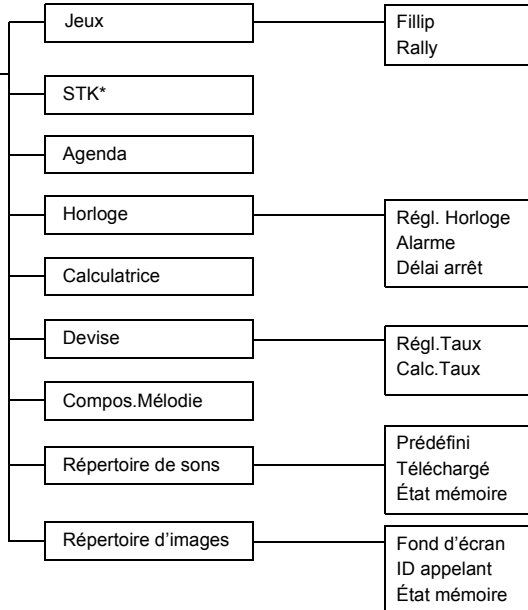 Jeux
Fillip
Rally
STK*
Agenda
Horloge
Régl. Horloge
Alarme
Délai arrêt
Calculatrice
Devise
Régl.Taux
Calc.Taux
Compos.Mélodie
Répertoire de sons
Prédéfini
Téléchargé
État mémoire
Répertoire d’images
Fond d’écran
ID appelant
État mémoire